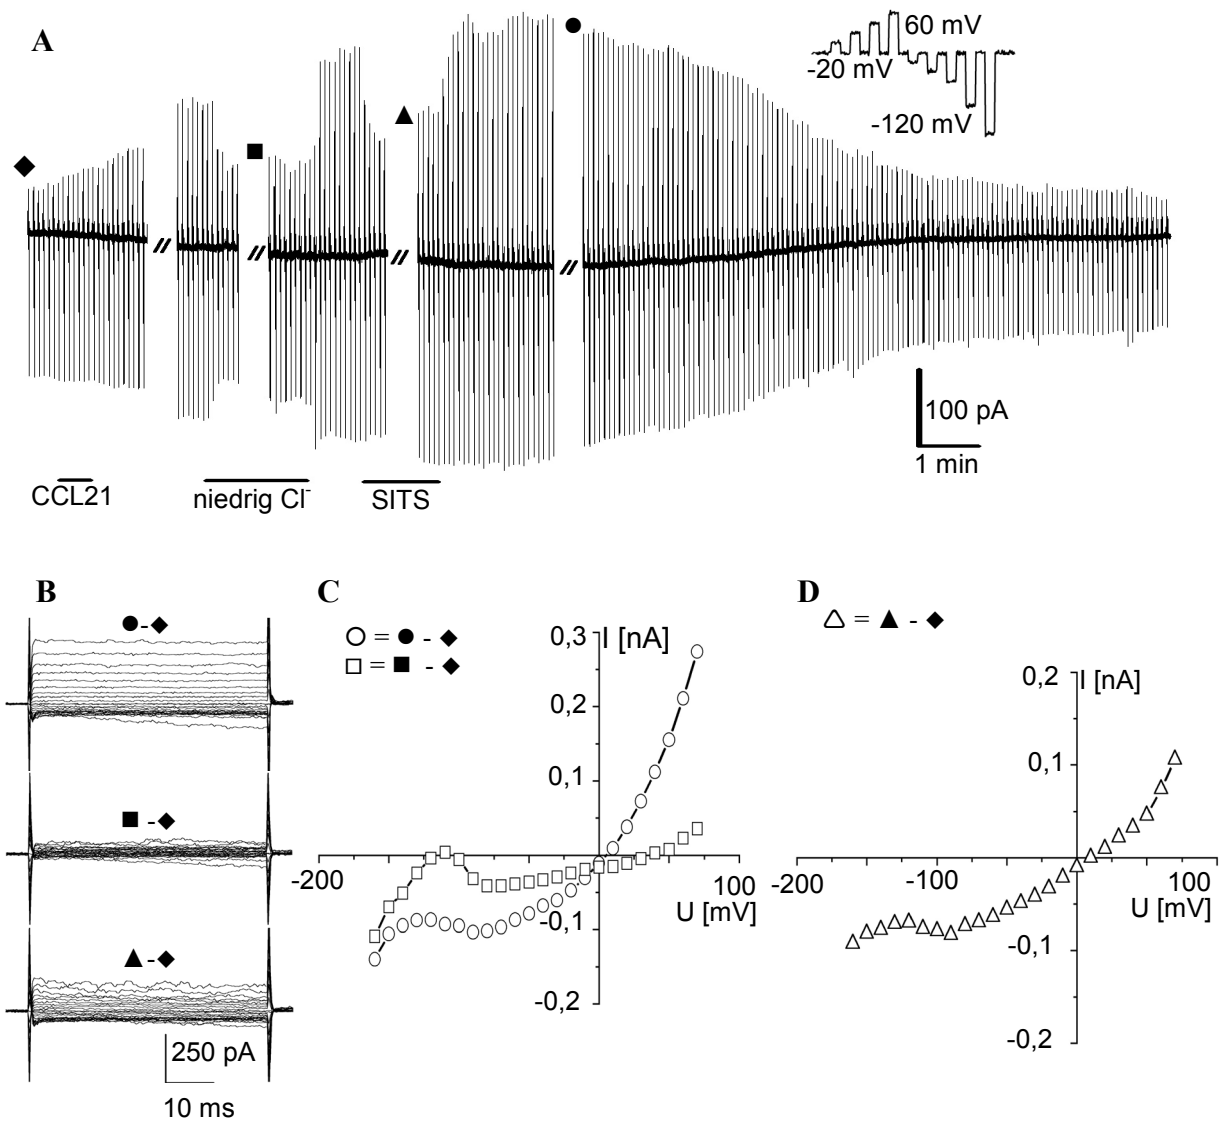 A
60 mV
-20 mV
-120 mV
100 pA
1 min
CCL21
niedrig Cl⁻
SITS
B
●-◆
■-◆
▲-◆
250 pA
10 ms
C
○ = ● - ◆
□ = ■ - ◆
I [nA]
0,3
0,2
0,1
-200
100
U [mV]
-0,1
-0,2
D
△ = ▲ - ◆
0,2
I [nA]
0,1
-200
-100
100
U [mV]
-0,1
-0,2